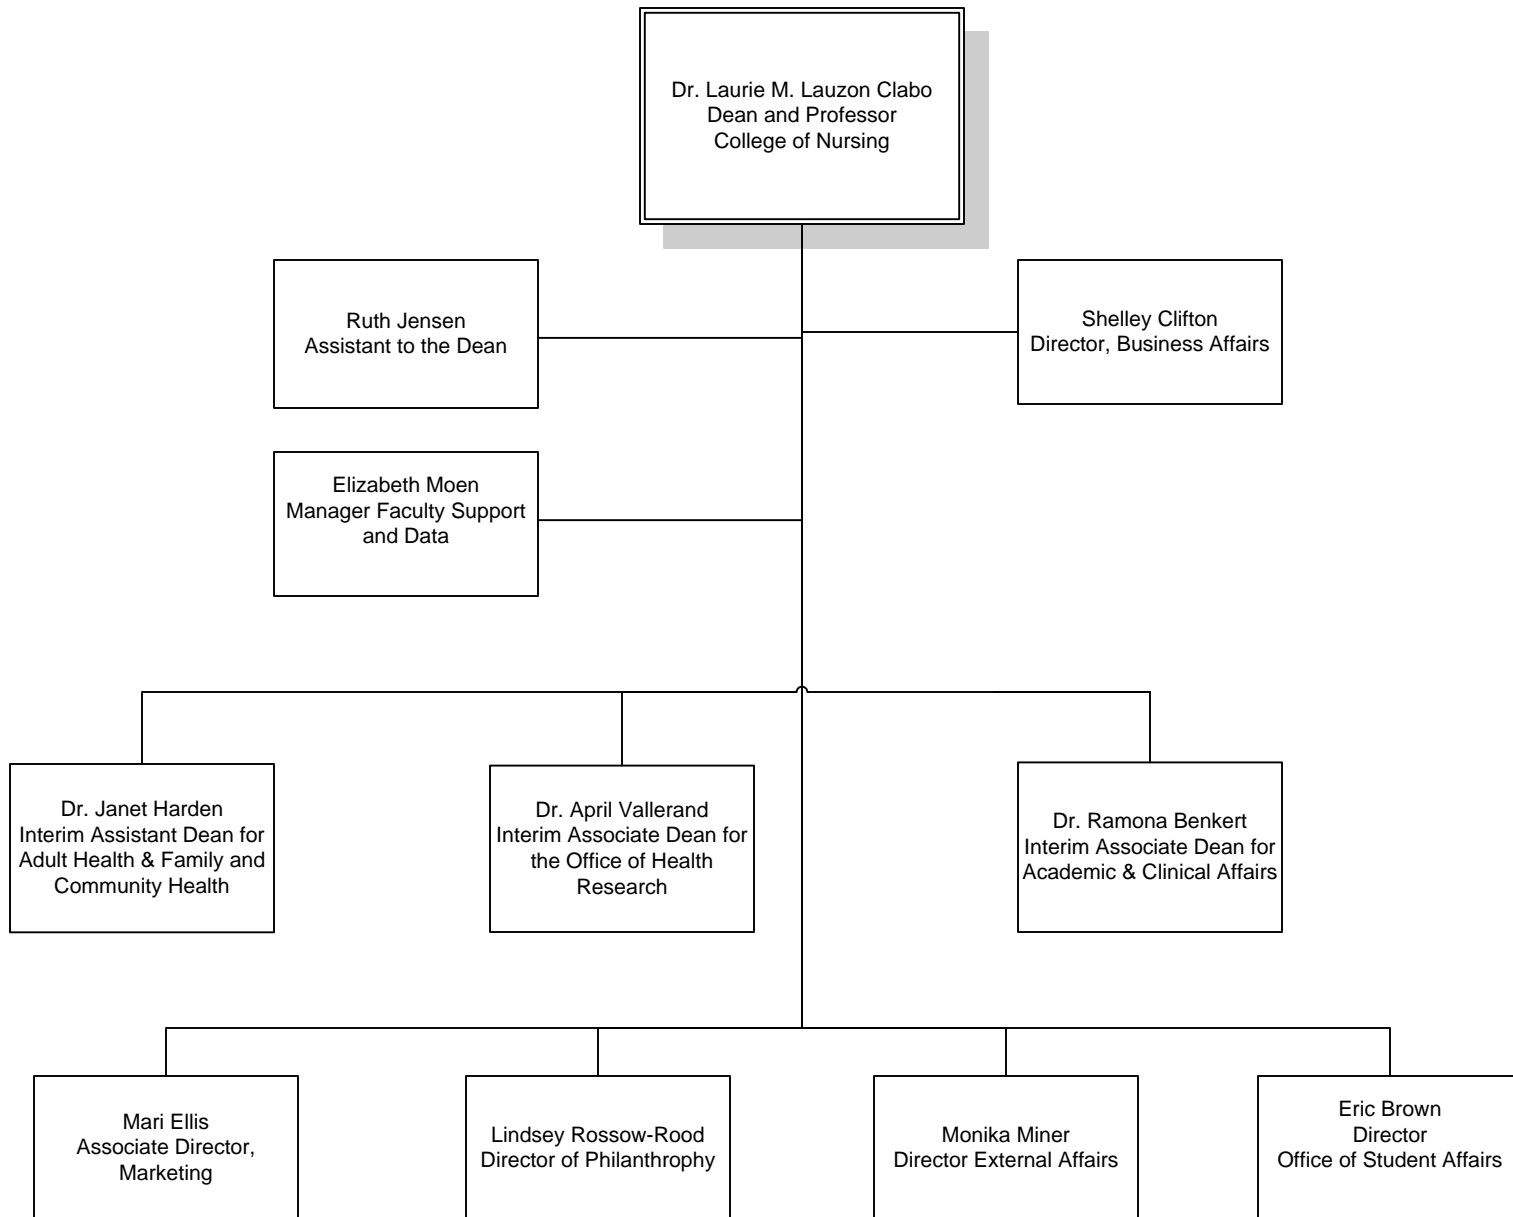 Dr. Laurie M. Lauzon Clabo
Dean and Professor
College of Nursing
Ruth Jensen
Assistant to the Dean
Shelley Clifton
Director, Business Affairs
Elizabeth Moen
Manager Faculty Support
and Data
Dr. Janet Harden
Interim Assistant Dean for
Adult Health & Family and
Community Health
Dr. April Vallerand
Interim Associate Dean for
the Office of Health
Research
Dr. Ramona Benkert
Interim Associate Dean for
Academic & Clinical Affairs
Mari Ellis
Associate Director,
Marketing
Lindsey Rossow-Rood
Director of Philanthrophy
Monika Miner
Director External Affairs
Eric Brown
Director
Office of Student Affairs